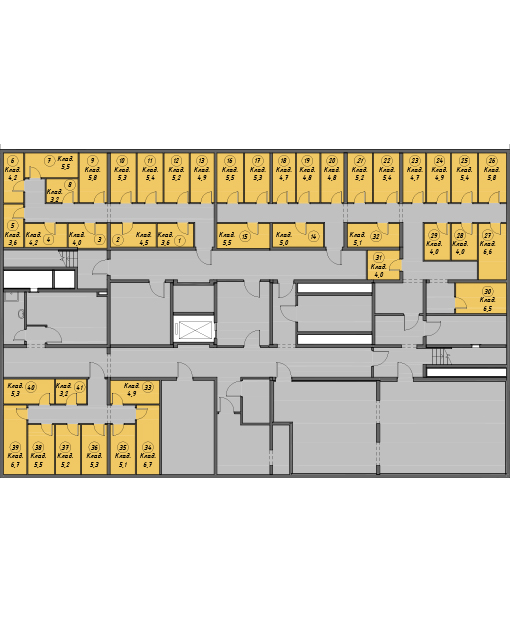 6 Клад. 4,2
7 Клад. 5,5
8 Клад. 3,2
9 Клад. 5,8
10 Клад. 5,3
11 Клад. 5,4
12 Клад. 5,2
13 Клад. 4,9
16 Клад. 5,5
17 Клад. 5,3
18 Клад. 4,7
19 Клад. 4,8
20 Клад. 4,8
21 Клад. 5,2
22 Клад. 5,4
23 Клад. 4,7
24 Клад. 4,9
25 Клад. 5,4
26 Клад. 5,8
5 Клад. 3,6
Клад. 4,2 4
Клад. 4,0 3
2 Клад. 4,5
Клад. 3,6 1
Клад. 5,5 15
Клад. 5,0 14
Клад. 5,1 32
29 Клад. 4,0
28 Клад. 4,0
27 Клад. 6,6
31 Клад. 4,0
30 Клад. 6,5
Клад. 5,3 40
Клад. 3,2 41
33 Клад. 4,9
39 Клад. 6,7
38 Клад. 5,5
37 Клад. 5,2
36 Клад. 5,3
35 Клад. 5,1
34 Клад. 6,7